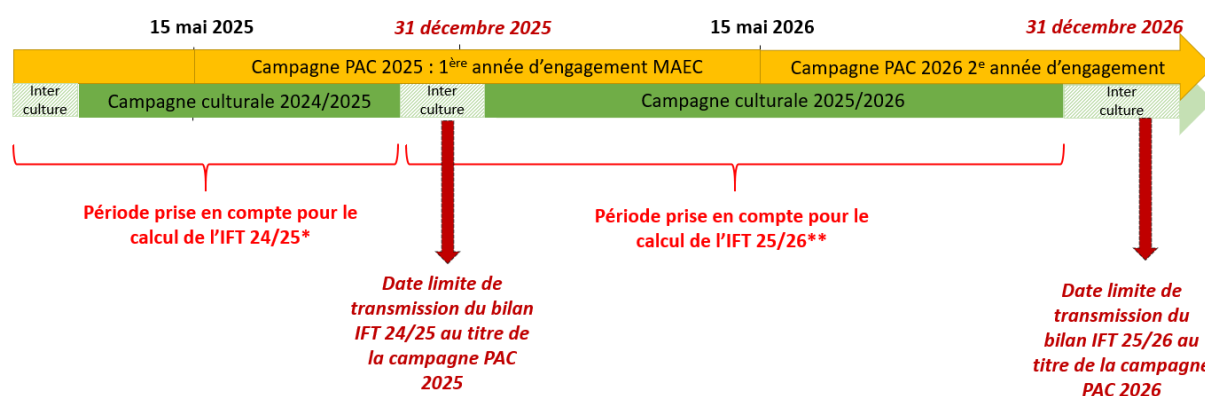 15 mai 2025
31 décembre 2025
15 mai 2026
31 décembre 2026
Campagne PAC 2025 : 1ère année d'engagement MAEC
Campagne PAC 2026 2e année d'engagement
Inter
culture
Campagne culturale 2024/2025
Inter
culture
Campagne culturale 2025/2026
Inter
culture
Période prise en compte pour le
calcul de l'IFT 24/25*
Période prise en compte pour le
calcul de l'IFT 25/26**
Date limite de
transmission du bilan
IFT 24/25 au titre de
la campagne PAC
2025
Date limite de
transmission du
bilan IFT 25/26 au
titre de la campagne
PAC 2026